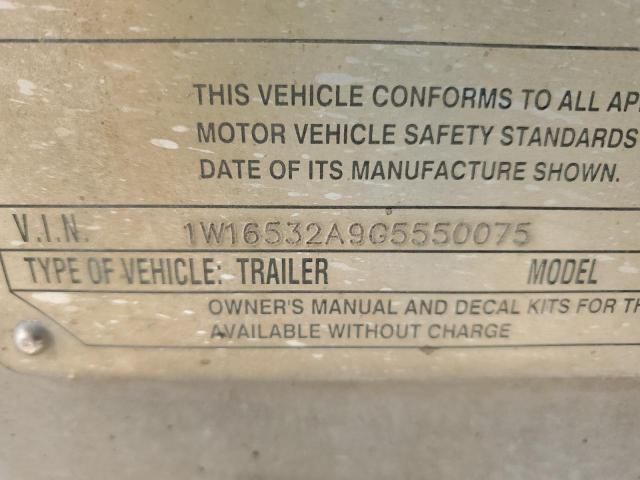 THIS VEHICLE CONFORMS TO ALL AP
MOTOR VEHICLE SAFETY STANDARDS
DATE OF ITS MANUFACTURE SHOWN.
V.I.N. 1W16532A9G5550075
TYPE OF VEHICLE: TRAILER MODEL
OWNER'S MANUAL AND DECAL KITS FOR TH
AVAILABLE WITHOUT CHARGE